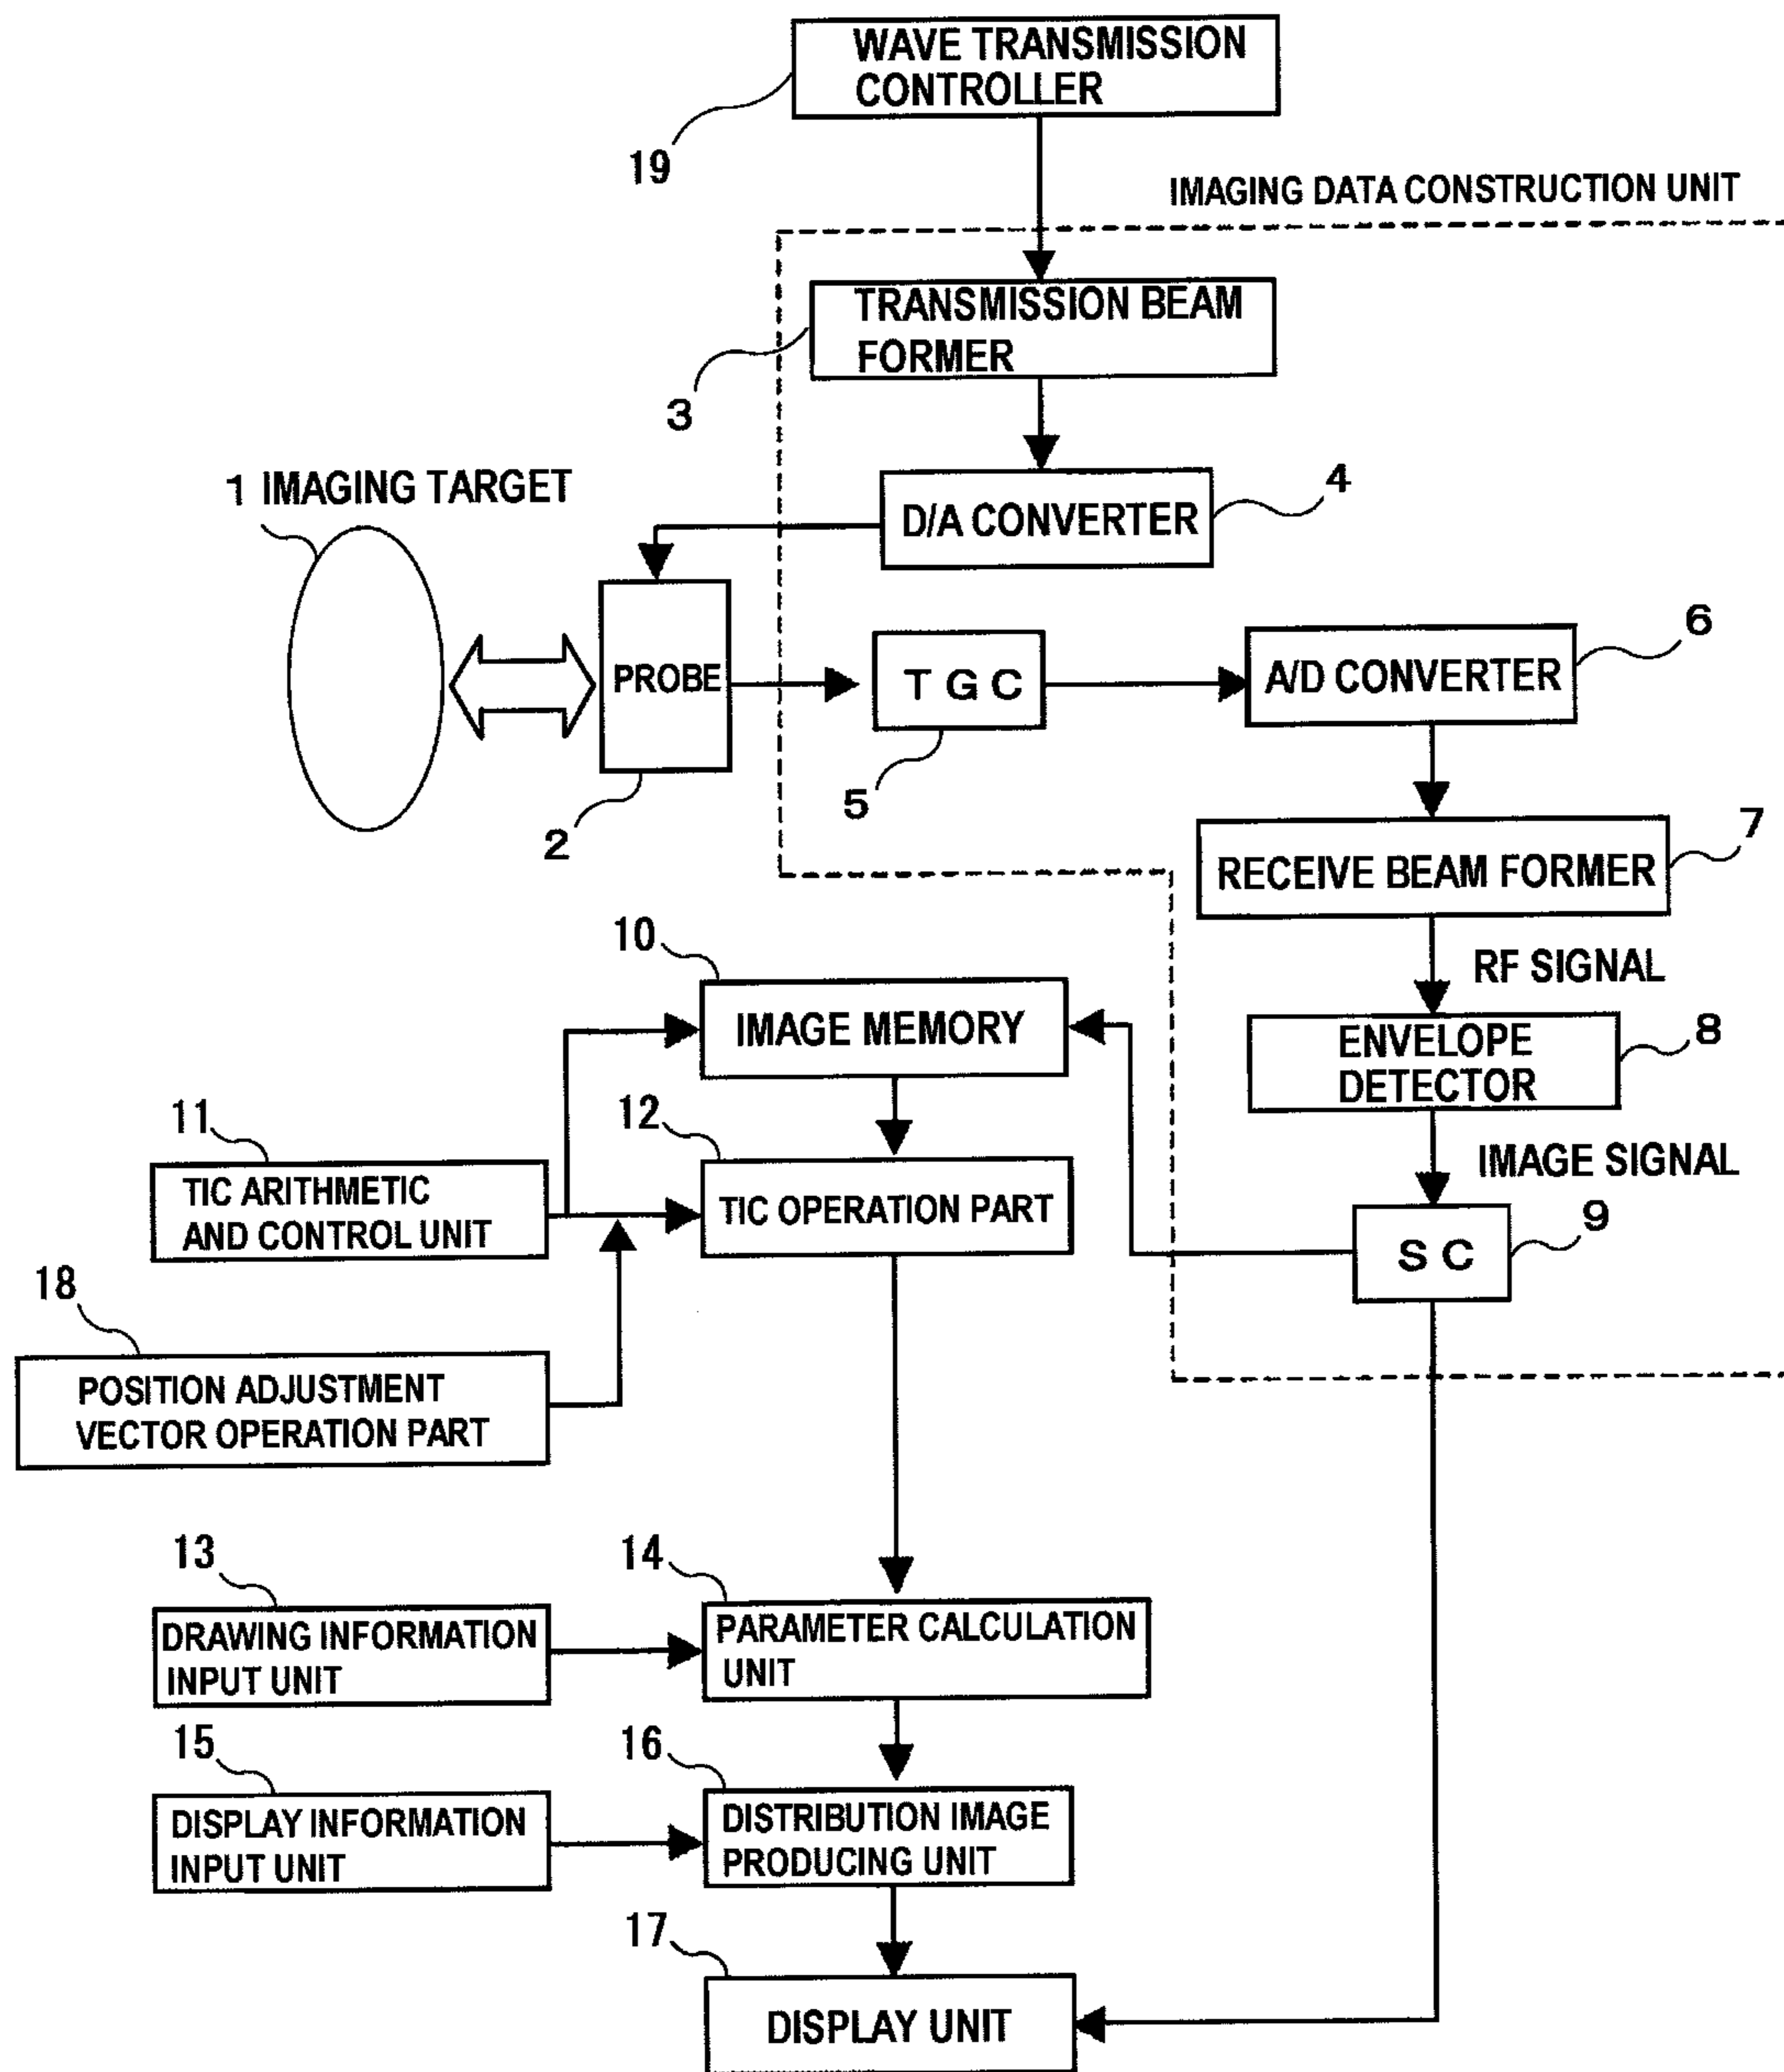 WAVE TRANSMISSION
CONTROLLER
19
IMAGING DATA CONSTRUCTION UNIT
TRANSMISSION BEAM
FORMER
3
1 IMAGING TARGET
4
D/A CONVERTER
6
PROBE
T G C
A/D CONVERTER
2
5
7
RECEIVE BEAM FORMER
10
RF SIGNAL
IMAGE MEMORY
8
ENVELOPE
DETECTOR
11
12
IMAGE SIGNAL
TIC ARITHMETIC
AND CONTROL UNIT
TIC OPERATION PART
9
S C
18
POSITION ADJUSTMENT
VECTOR OPERATION PART
13
14
DRAWING INFORMATION
INPUT UNIT
PARAMETER CALCULATION
UNIT
15
16
DISPLAY INFORMATION
INPUT UNIT
DISTRIBUTION IMAGE
PRODUCING UNIT
17
DISPLAY UNIT